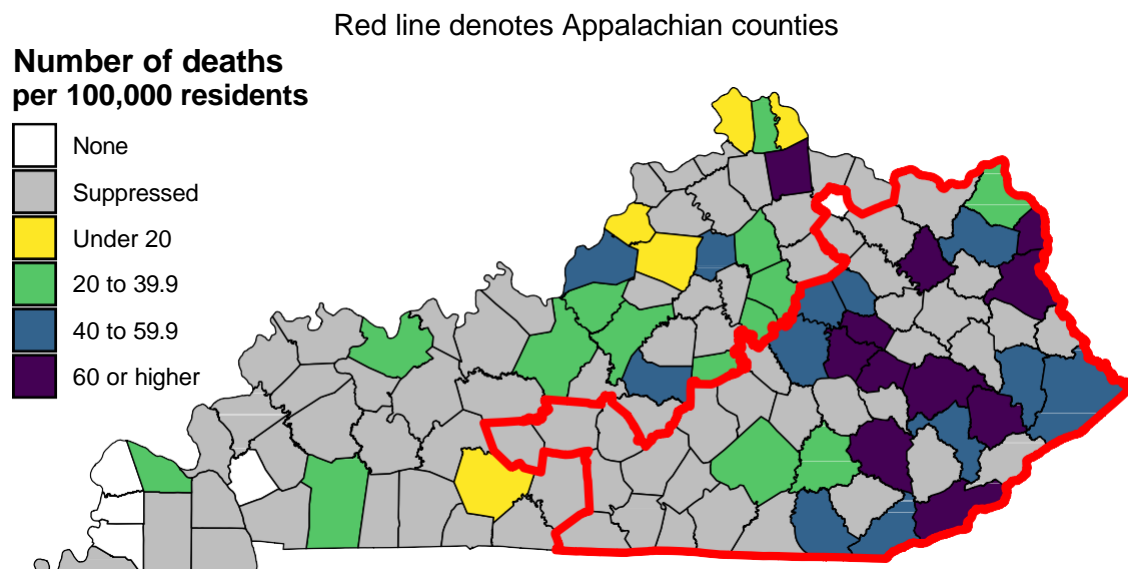 Red line denotes Appalachian counties
Number of deaths
per 100,000 residents
None
Suppressed
Under 20
20 to 39.9
40 to 59.9
60 or higher